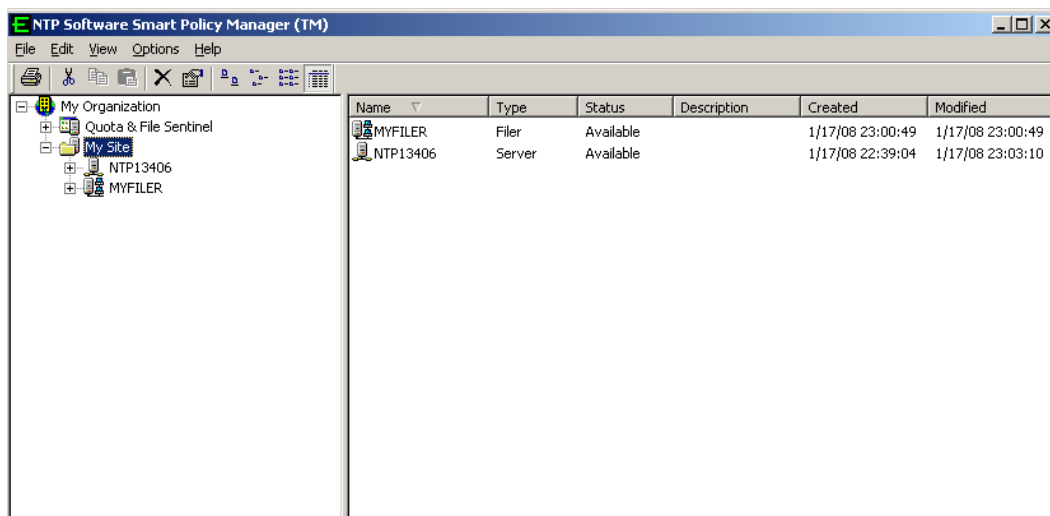 NTP Software Smart Policy Manager (TM)
File Edit View Options Help
My Organization
Quota & File Sentinel
My Site
NTP13406
MYFILER
Name Type Status Description Created Modified
MYFILER Filer Available 1/17/08 23:00:49 1/17/08 23:00:49
NTP13406 Server Available 1/17/08 22:39:04 1/17/08 23:03:10